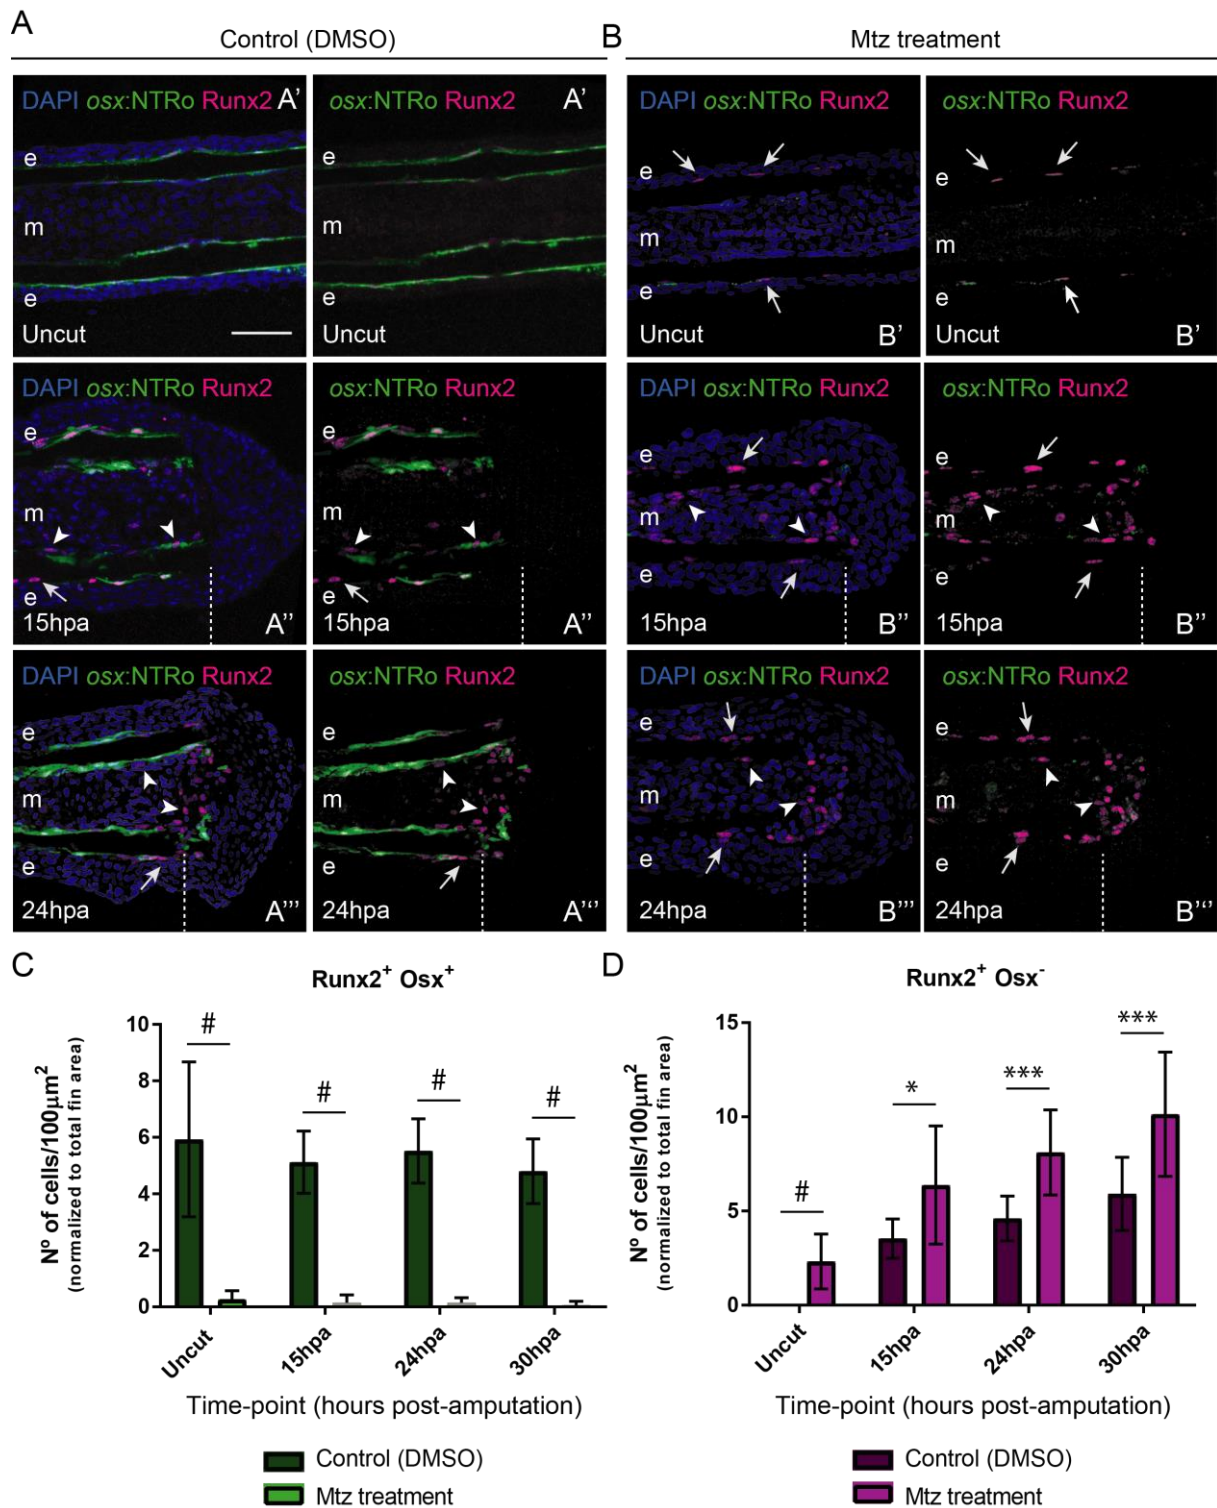 A
Control (DMSO)
B
Mtz treatment
DAPI osx:NTRo Runx2 A'
e
m
e
Uncut
osx:NTRo Runx2 A'
Uncut
DAPI osx:NTRo Runx2
e
m
e
Uncut B'
osx:NTRo Runx2
e
m
e
Uncut B'
DAPI osx:NTRo Runx2
e
m
e
15hpa A''
osx:NTRo Runx2
e
m
e
15hpa A''
DAPI osx:NTRo Runx2
e
m
e
15hpa B''
osx:NTRo Runx2
e
m
e
15hpa B''
DAPI osx:NTRo Runx2
e
m
e
24hpa A'''
osx:NTRo Runx2
e
m
e
24hpa A'''
DAPI osx:NTRo Runx2
e
m
e
24hpa B'''
osx:NTRo Runx2
e
m
e
24hpa B'''
C
Runx2⁺ Osx⁺
Nº of cells/100µm²
(normalized to total fin area)
10
8
6
4
2
0
# # # #
Uncut 15hpa 24hpa 30hpa
Time-point (hours post-amputation)
Control (DMSO)
Mtz treatment
D
Runx2⁺ Osx⁻
Nº of cells/100µm²
(normalized to total fin area)
15
10
5
0
# * *** ***
Uncut 15hpa 24hpa 30hpa
Time-point (hours post-amputation)
Control (DMSO)
Mtz treatment